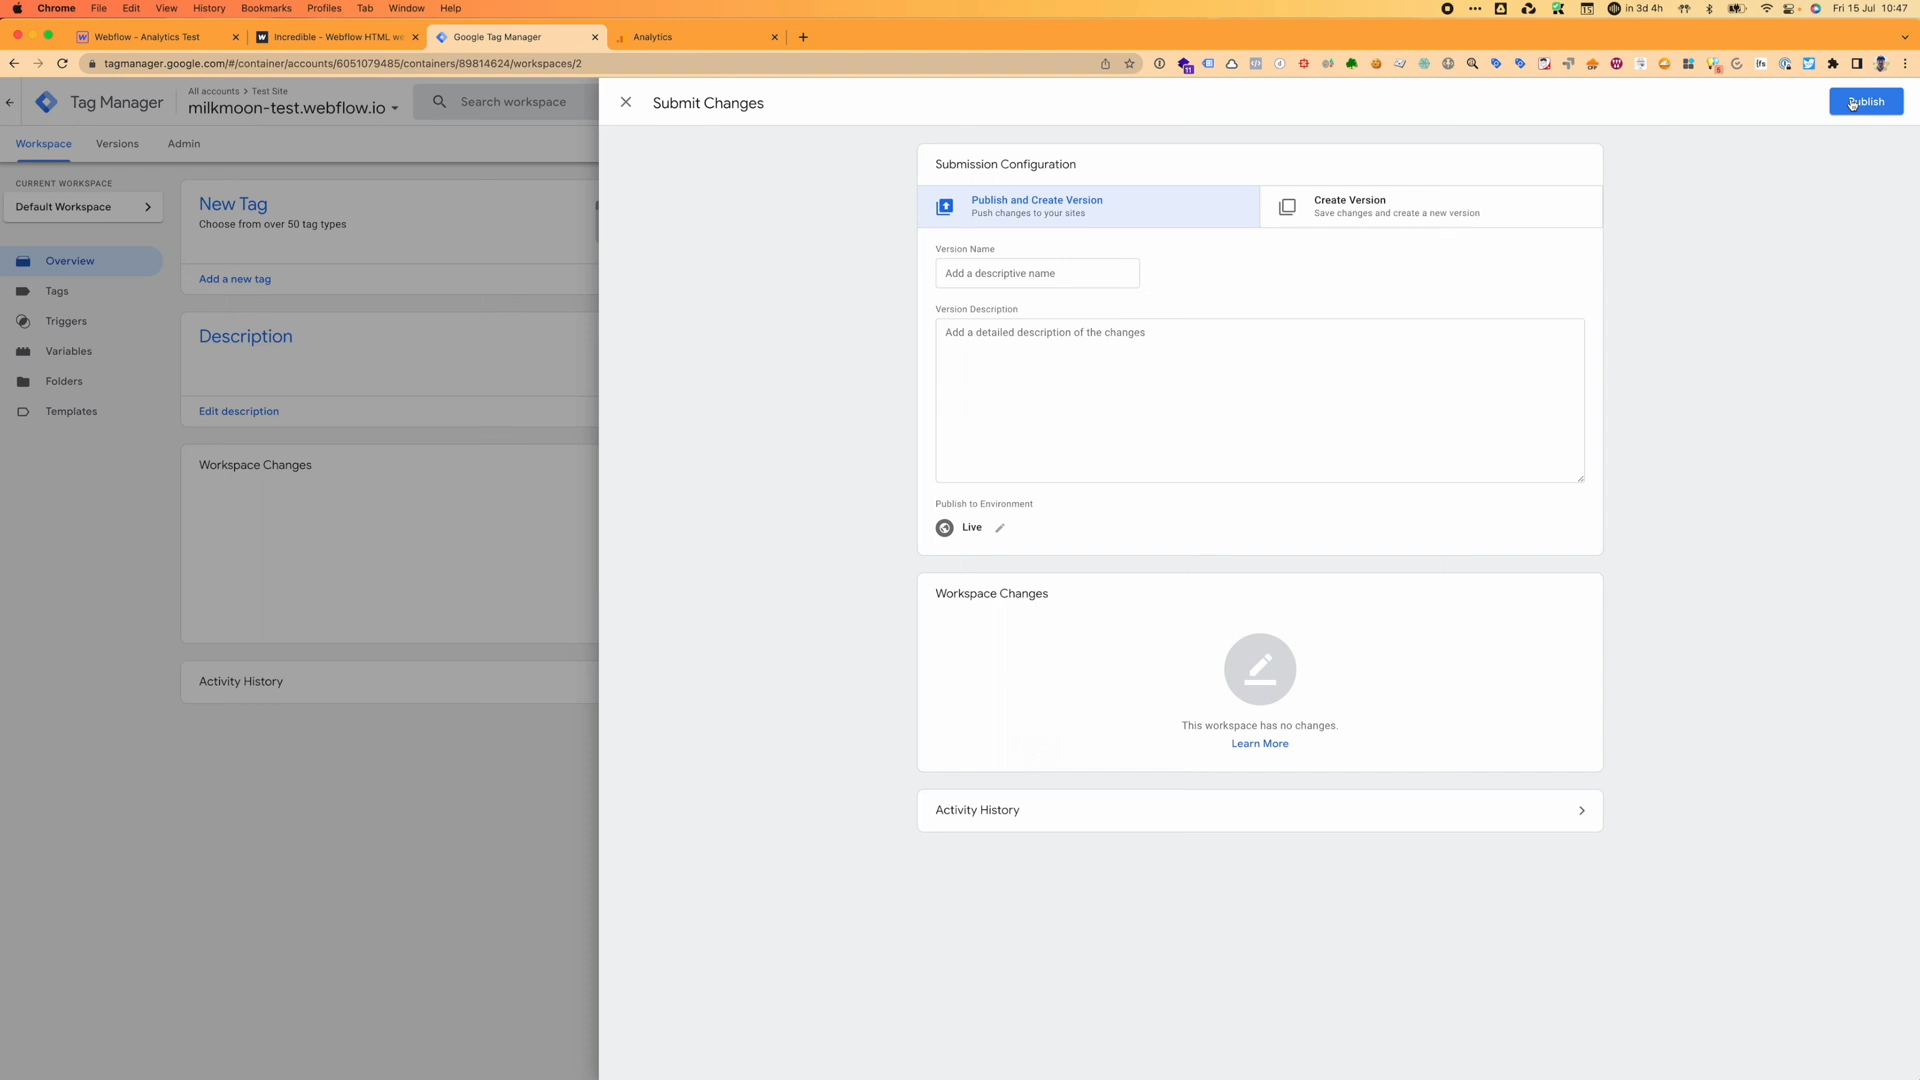 Chrome File Edit View History Bookmarks Profiles Tab Window Help
in 3d 4h Fri 15 Jul 10:47
Webflow - Analytics Test
Incredible - Webflow HTML we
Google Tag Manager
Analytics
tagmanager.google.com/#/container/accounts/6051079485/containers/89814624/workspaces/2
Tag Manager
All accounts > Test Site
milkmoon-test.webflow.io
Search workspace
Submit Changes
Workspace
Versions
Admin
CURRENT WORKSPACE
Default Workspace
Overview
Tags
Triggers
Variables
Folders
Templates
New Tag
Choose from over 50 tag types
Add a new tag
Description
Edit description
Workspace Changes
Activity History
Submission Configuration
Publish and Create Version
Push changes to your sites
Create Version
Save changes and create a new version
Version Name
Add a descriptive name
Version Description
Add a detailed description of the changes
Publish to Environment
Live
Workspace Changes
This workspace has no changes.
Learn More
Activity History